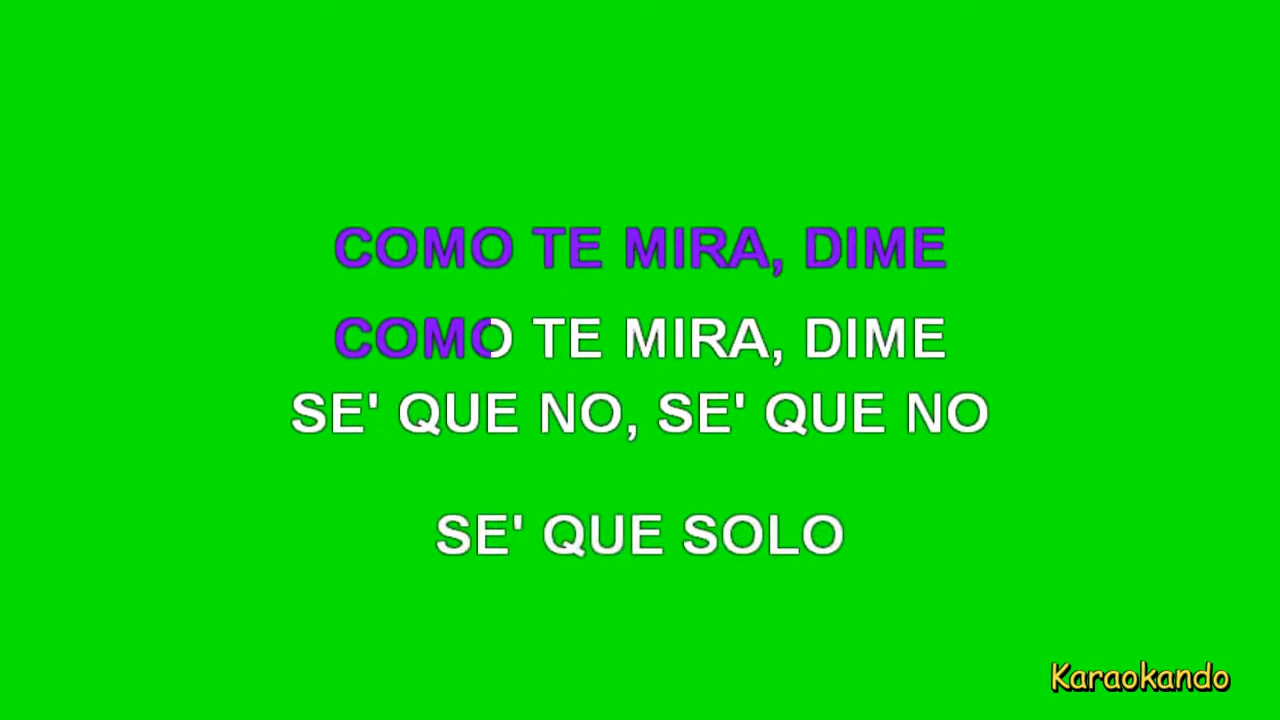 COMO TE MIRA, DIME
COMO TE MIRA, DIME
SE' QUE NO, SE' QUE NO
SE' QUE SOLO
Karaokando